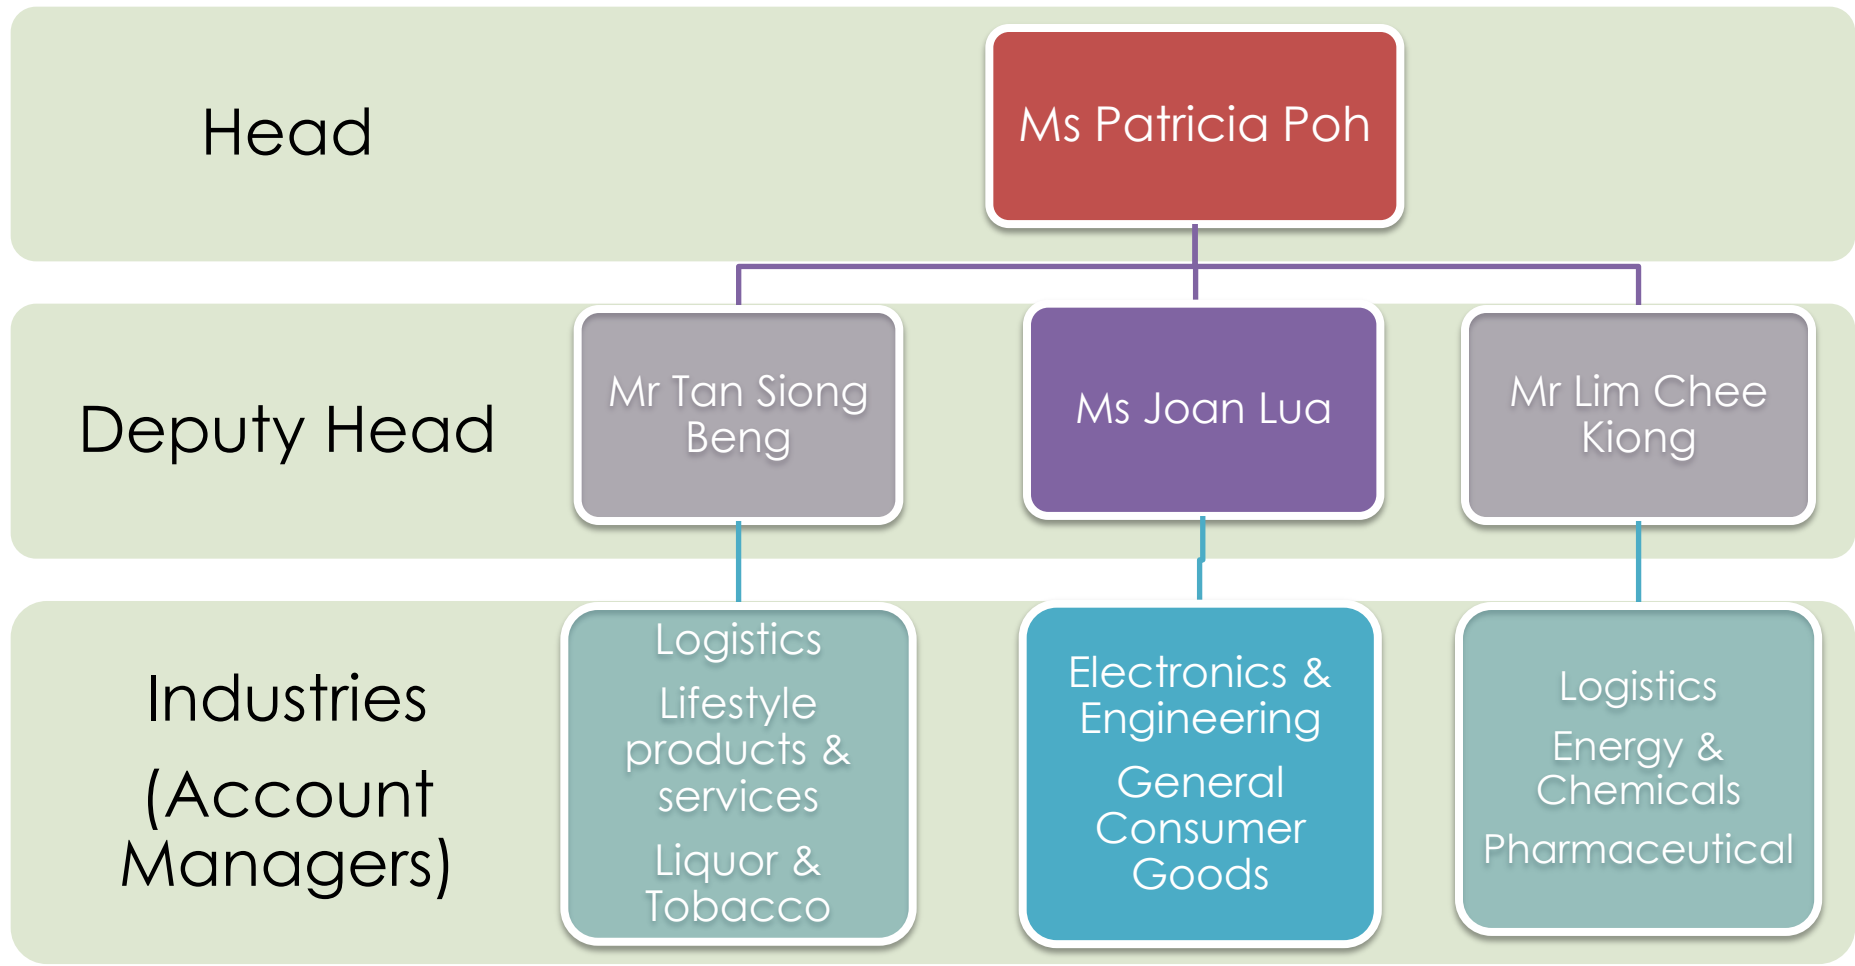 Head
Ms Patricia Poh
Deputy Head
Mr Tan Siong
Beng
Ms Joan Lua
Mr Lim Chee
Kiong
Industries
(Account
Managers)
Logistics
Lifestyle
products &
services
Liquor &
Tobacco
Electronics &
Engineering
General
Consumer
Goods
Logistics
Energy &
Chemicals
Pharmaceutical